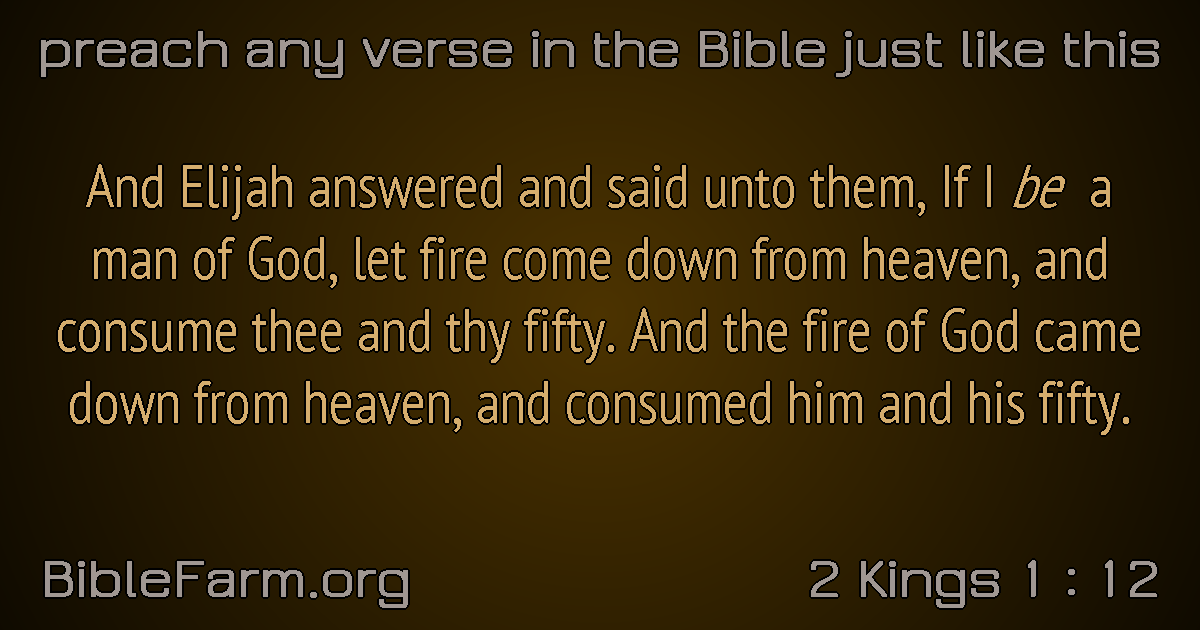 preach any verse in the Bible just like this
And Elijah answered and said unto them, If I be a
man of God, let fire come down from heaven, and
consume thee and thy fifty. And the fire of God came
down from heaven, and consumed him and his fifty.
BibleFarm.org
2 Kings 1 : 12